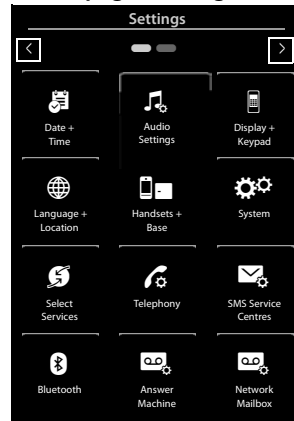 Settings
Date +
Time
Audio
Settings
Display +
Keypad
Language +
Location
Handsets +
Base
System
Select
Services
Telephony
SMS Service
Centres
Bluetooth
Answer
Machine
Network
Mailbox